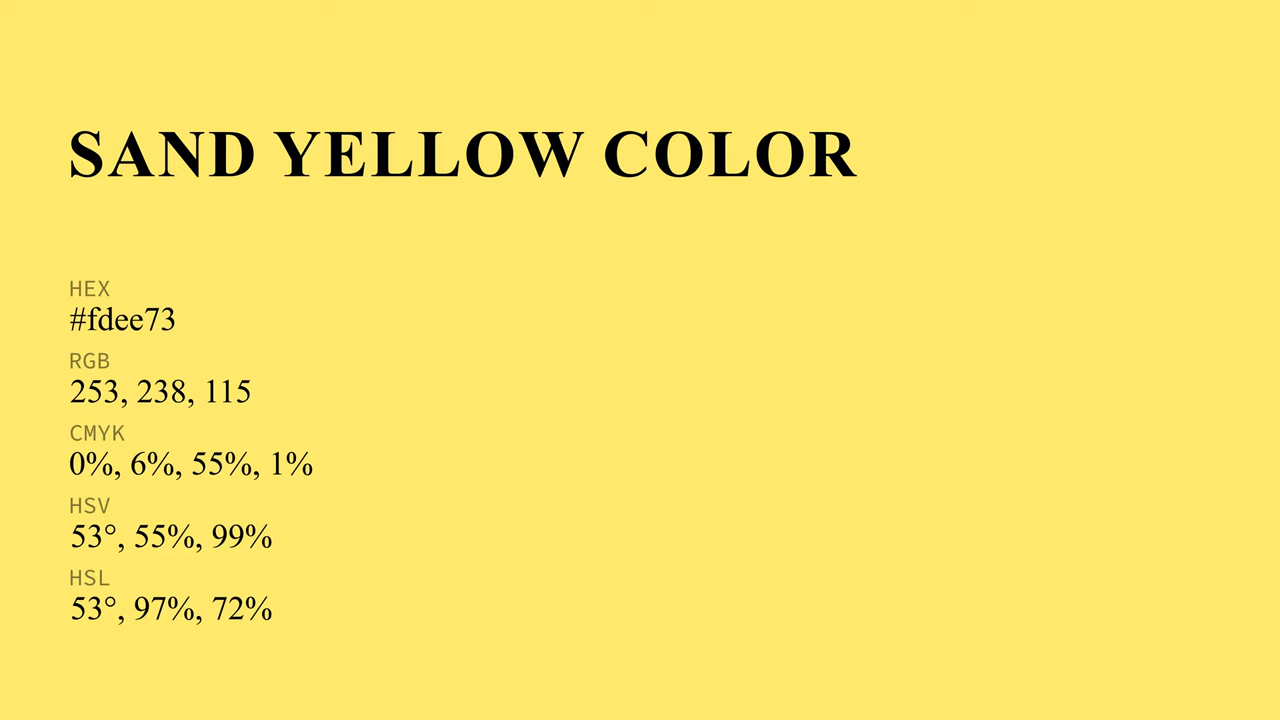 SAND YELLOW COLOR
HEX
#fdee73
RGB
253, 238, 115
CMYK
0%, 6%, 55%, 1%
HSV
53°, 55%, 99%
HSL
53°, 97%, 72%